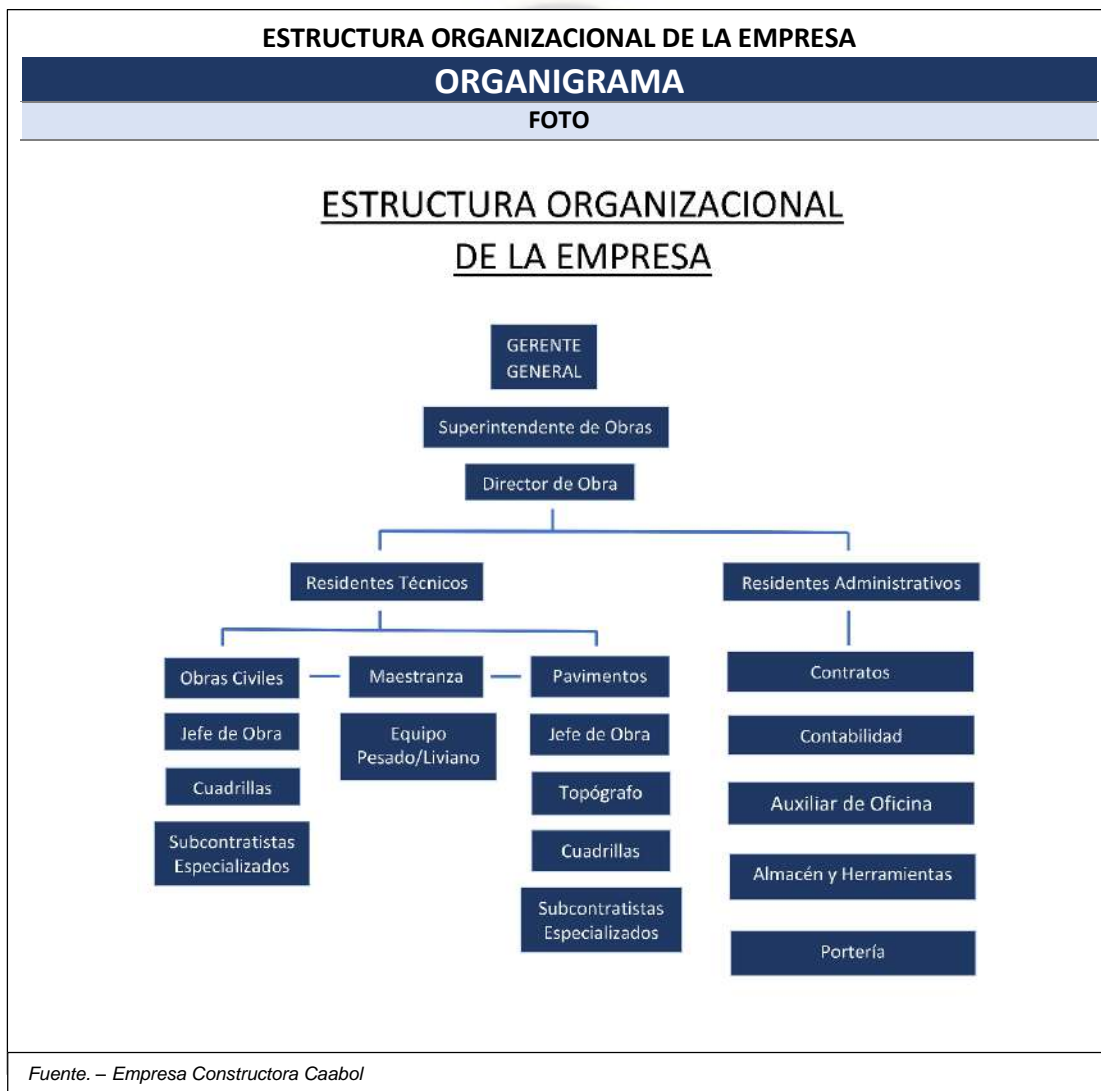 ESTRUCTURA ORGANIZACIONAL DE LA EMPRESA
ORGANIGRAMA
FOTO
ESTRUCTURA ORGANIZACIONAL
DE LA EMPRESA
GERENTE
GENERAL
Superintendente de Obras
Director de Obra
Residentes Técnicos
Residentes Administrativos
Obras Civiles
Maestranza
Pavimentos
Jefe de Obra
Equipo
Pesado/Liviano
Jefe de Obra
Cuadrillas
Topógrafo
Subcontratistas
Especializados
Cuadrillas
Subcontratistas
Especializados
Contratos
Contabilidad
Auxiliar de Oficina
Almacén y Herramientas
Portería
Fuente. – Empresa Constructora Caabol